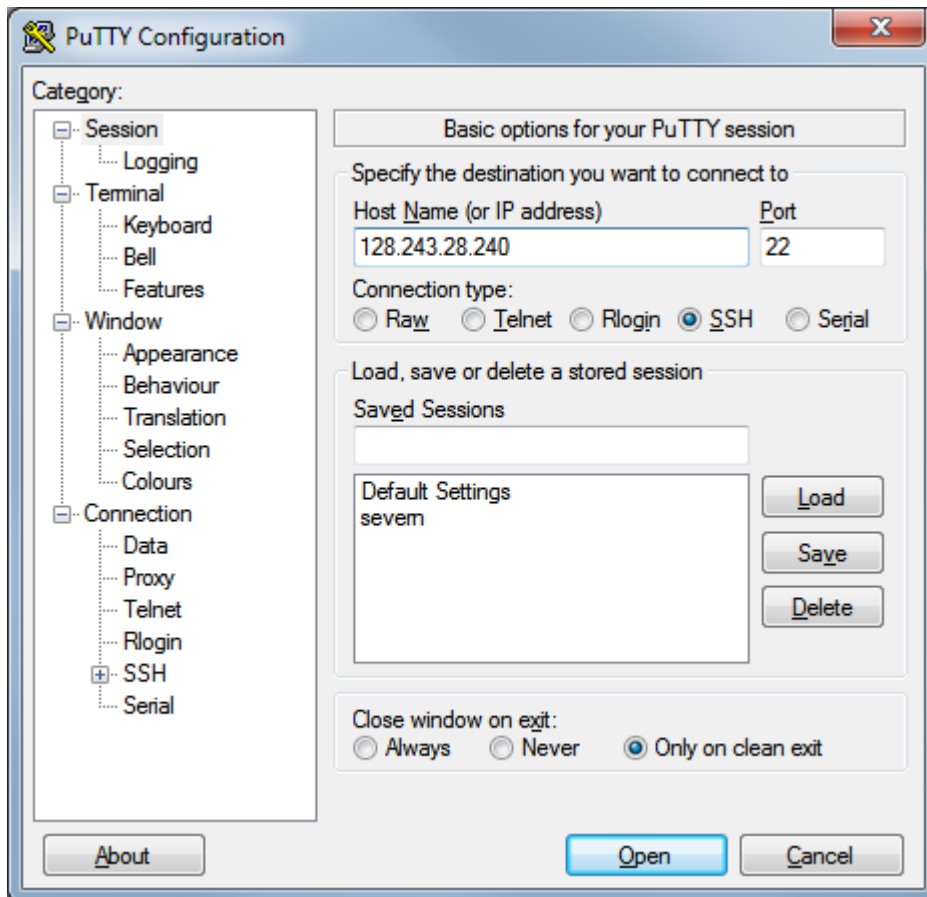 PuTTY Configuration
Category:
Session
Logging
Terminal
Keyboard
Bell
Features
Window
Appearance
Behaviour
Translation
Selection
Colours
Connection
Data
Proxy
Telnet
Rlogin
SSH
Serial
Basic options for your PuTTY session
Specify the destination you want to connect to
Host Name (or IP address) Port
128.243.28.240 22
Connection type:
Raw Telnet Rlogin SSH Serial
Load, save or delete a stored session
Saved Sessions
Default Settings
severn
Load
Save
Delete
Close window on exit:
Always Never Only on clean exit
About Open Cancel